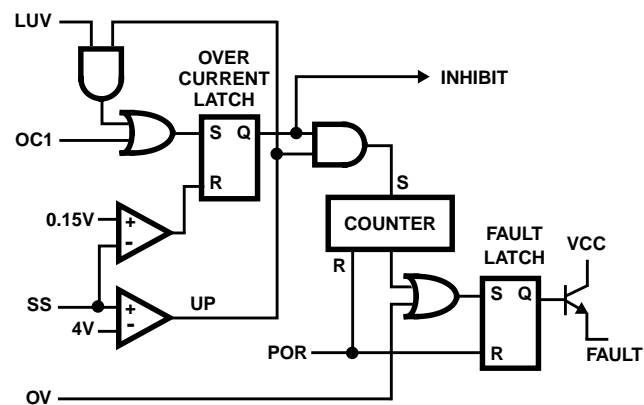 LUV
OVER
CURRENT
LATCH
INHIBIT
S Q
OC1
R
0.15V
+
-
S
COUNTER
R
FAULT
LATCH
VCC
SS
+
-
4V
UP
S Q
POR
R
FAULT
OV